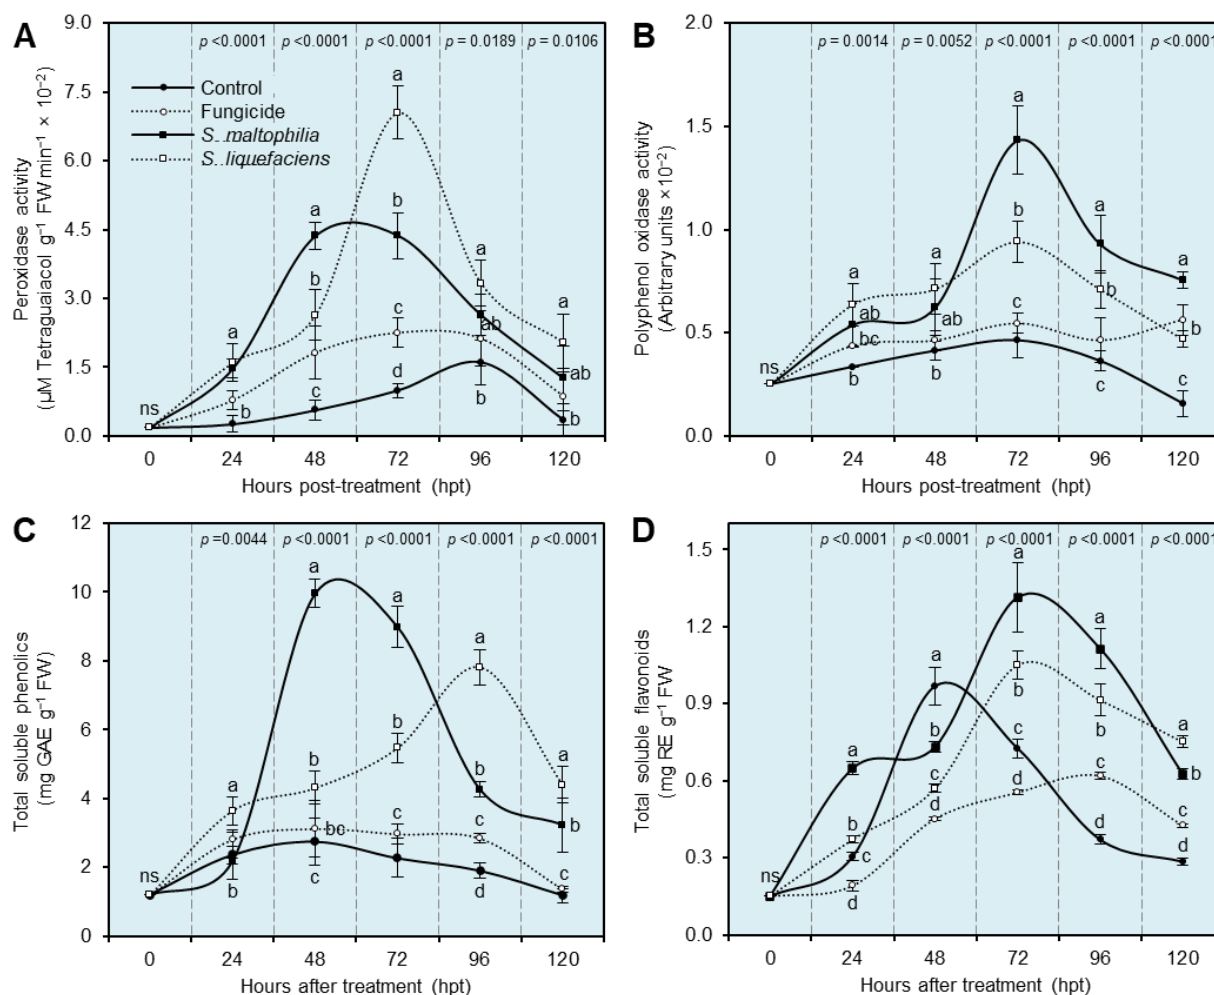 A
9.0
7.5
6.0
4.5
3.0
1.5
0.0
Peroxidase activity
(µM Tetraguaiacol g⁻¹ FW min⁻¹ × 10⁻²)
p <0.0001 p <0.0001 p <0.0001 p = 0.0189 p = 0.0106
Control
Fungicide
S. maltophilia
S. liquefaciens
ns a b a b c a b c d a ab b a ab b
0 24 48 72 96 120
Hours post-treatment (hpt)
B
2.0
1.5
1.0
0.5
0.0
Polyphenol oxidase activity
(Arbitrary units ×10⁻²)
p = 0.0014 p = 0.0052 p <0.0001 p <0.0001 p <0.0001
ns a ab bc b a ab b a b c a b c a b c
0 24 48 72 96 120
Hours post-treatment (hpt)
C
12
10
8
6
4
2
0
Total soluble phenolics
(mg GAE g⁻¹ FW)
p =0.0044 p <0.0001 p <0.0001 p <0.0001 p <0.0001
ns a b a b bc c a b c a b c d a b c
0 24 48 72 96 120
Hours after treatment (hpt)
D
1.5
1.2
0.9
0.6
0.3
0.0
Total soluble flavonoids
(mg RE g⁻¹ FW)
p <0.0001 p <0.0001 p <0.0001 p <0.0001 p <0.0001
ns a b c d a b c d a b c d a b c d a b c d
0 24 48 72 96 120
Hours after treatment (hpt)